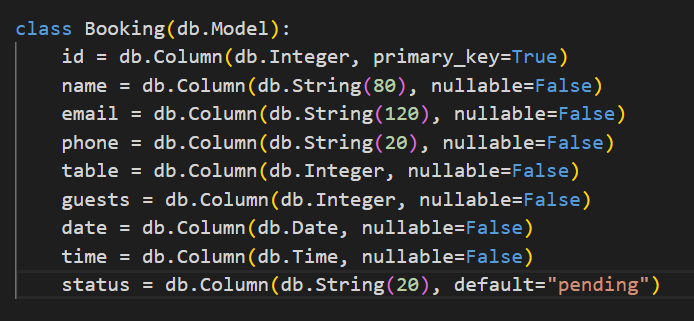 class Booking(db.Model):
    id = db.Column(db.Integer, primary_key=True)
    name = db.Column(db.String(80), nullable=False)
    email = db.Column(db.String(120), nullable=False)
    phone = db.Column(db.String(20), nullable=False)
    table = db.Column(db.Integer, nullable=False)
    guests = db.Column(db.Integer, nullable=False)
    date = db.Column(db.Date, nullable=False)
    time = db.Column(db.Time, nullable=False)
    status = db.Column(db.String(20), default="pending")